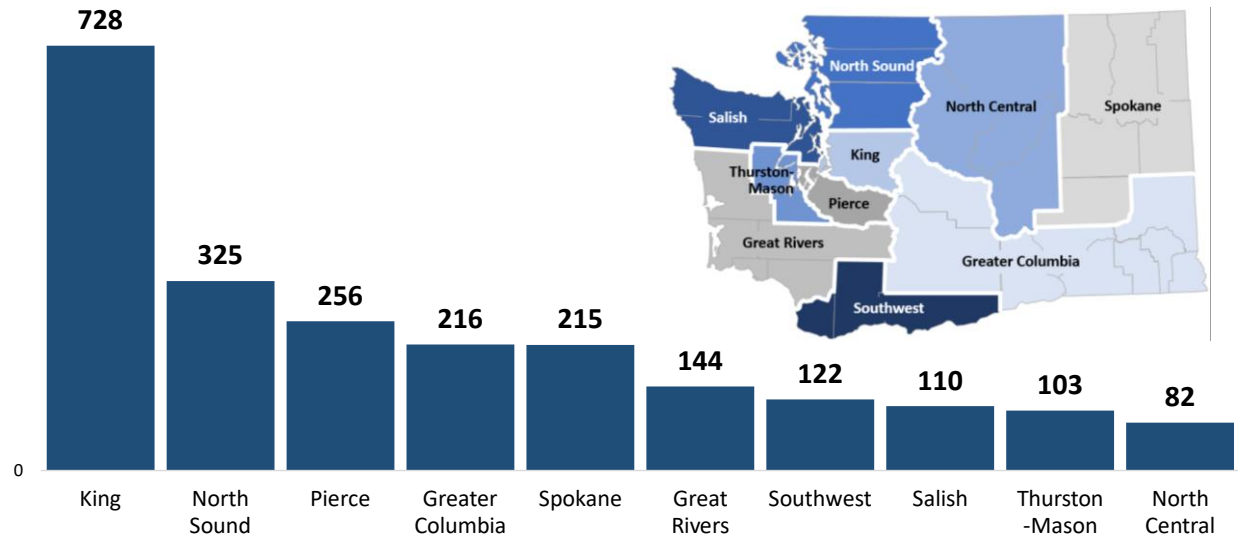 728
325
256
216
215
144
122
110
103
82
0
King
North
Sound
Pierce
Greater
Columbia
Spokane
Great
Rivers
Southwest
Salish
Thurston
-Mason
North
Central
North Sound
North Central
Spokane
Salish
King
Thurston-
Mason
Pierce
Great Rivers
Greater Columbia
Southwest